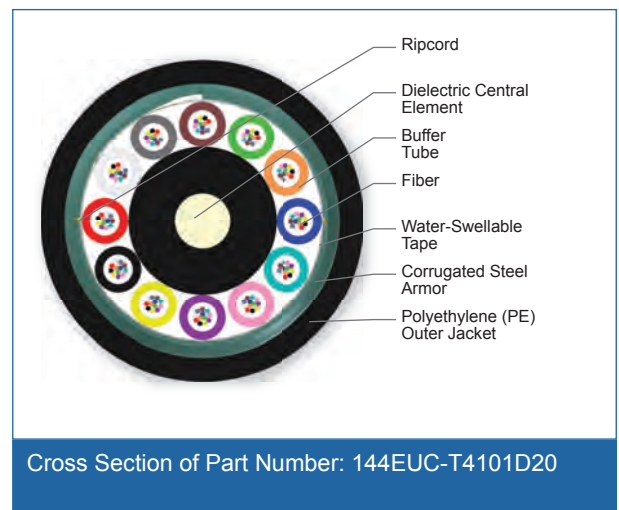 Ripcord
Dielectric Central
Element
Buffer
Tube
Fiber
Water-Swellable
Tape
Corrugated Steel
Armor
Polyethylene (PE)
Outer Jacket
Cross Section of Part Number: 144EUC-T4101D20